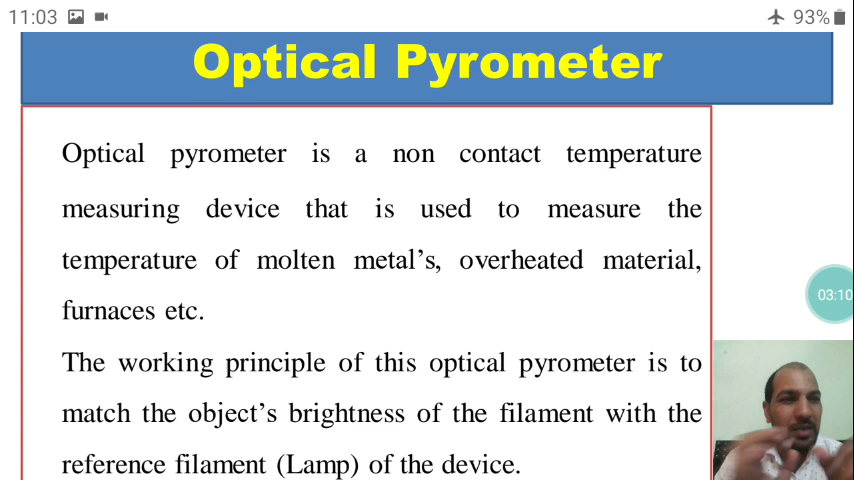 11:03 93%
Optical Pyrometer
Optical pyrometer is a non contact temperature
measuring device that is used to measure the
temperature of molten metal’s, overheated material,
furnaces etc.
03:10
The working principle of this optical pyrometer is to
match the object’s brightness of the filament with the
reference filament (Lamp) of the device.